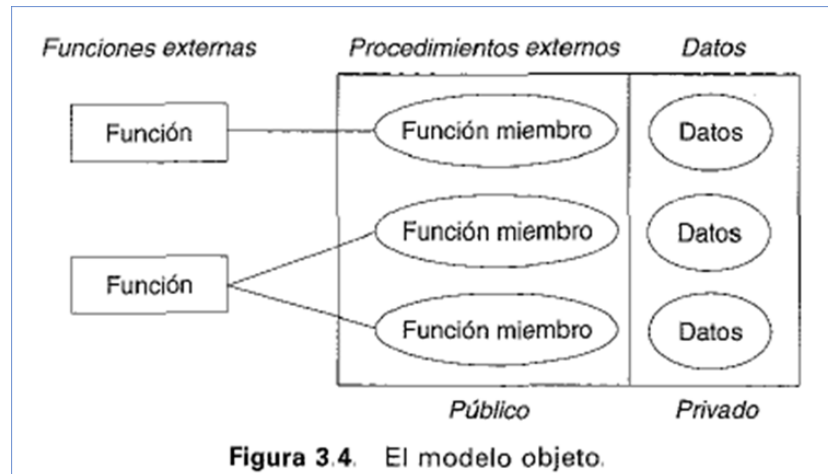 Funciones externas Procedimientos externos Datos
Función Función miembro Datos
Función miembro Datos
Función
Función miembro Datos
Público Privado
Figura 3.4. El modelo objeto.